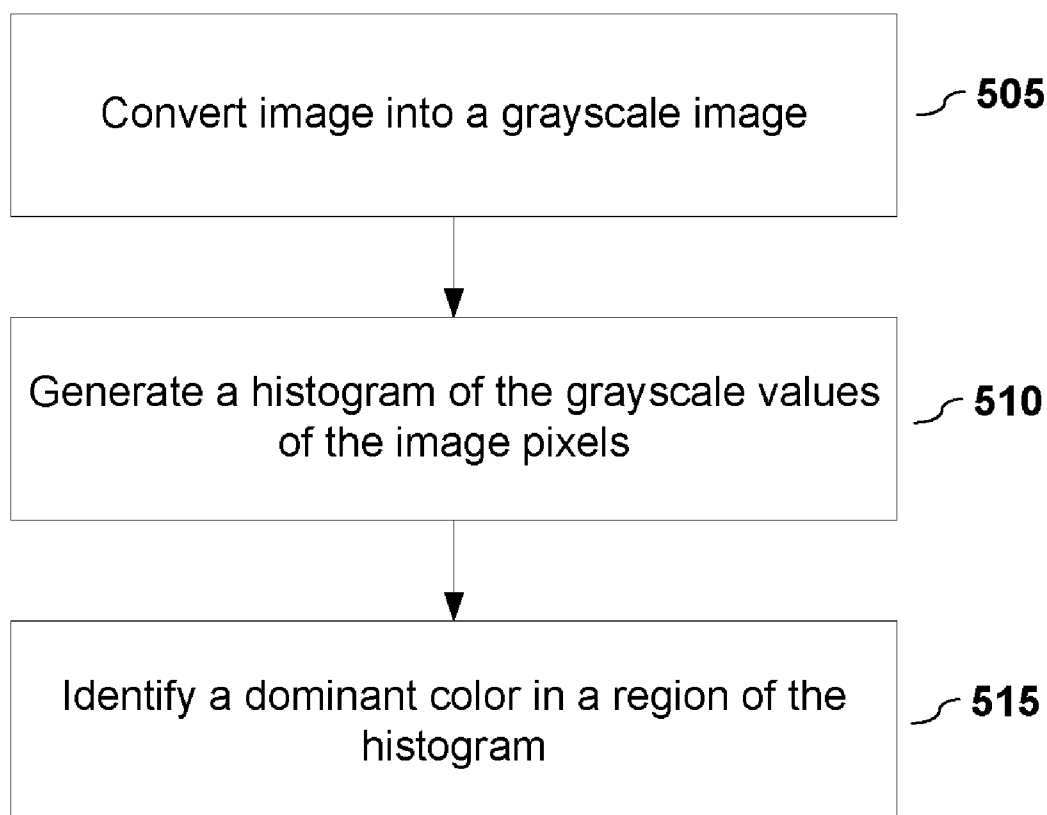 Convert image into a grayscale image
505
Generate a histogram of the grayscale values
of the image pixels
510
Identify a dominant color in a region of the
histogram
515